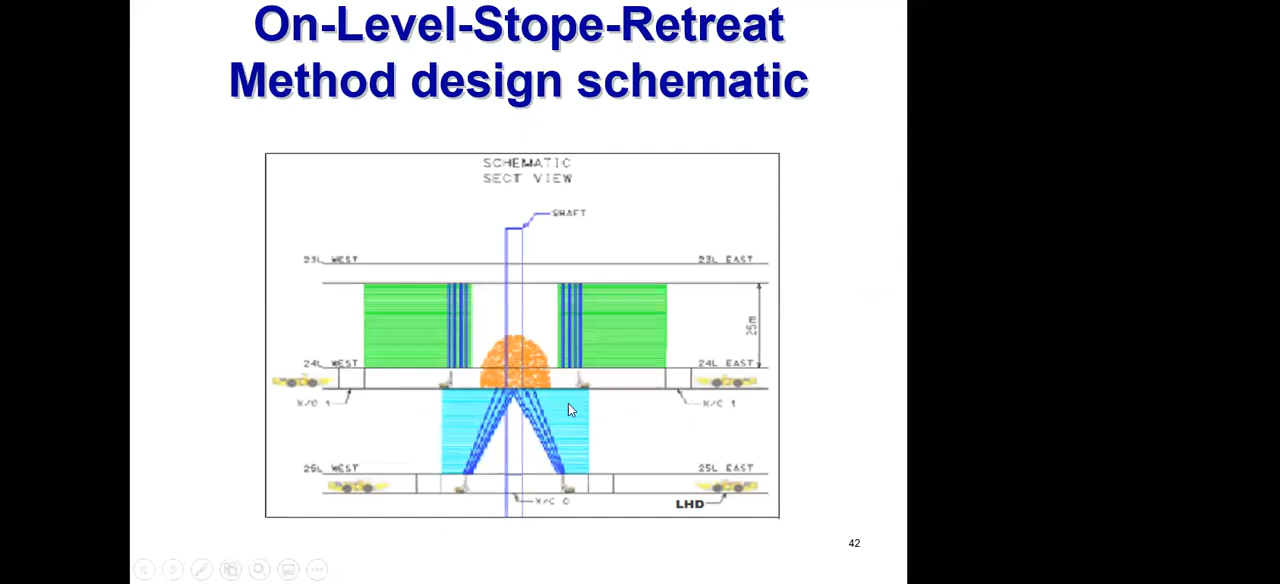 On-Level-Stope-Retreat
Method design schematic
SCHEMATIC
SECT VIEW
SHAFT
23L WEST
23L EAST
25m
24L WEST
24L EAST
X/C 1
X/C 1
25L WEST
25L EAST
X/C 0
LHD
42